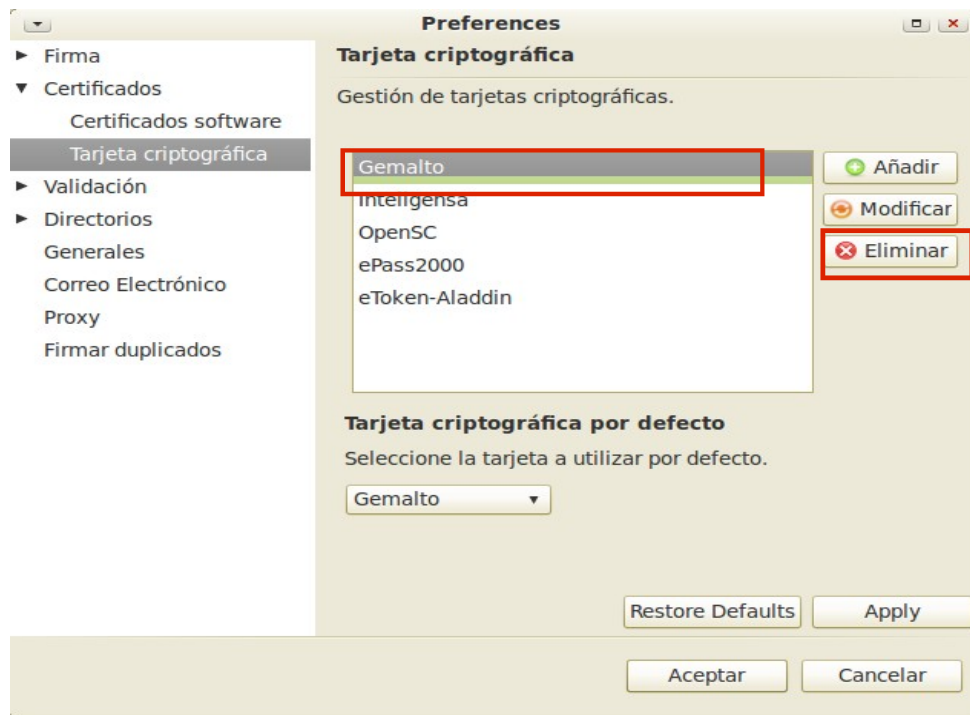 Preferences
Firma
Certificados
Certificados software
Tarjeta criptográfica
Validación
Directorios
Generales
Correo Electrónico
Proxy
Firmar duplicados
Tarjeta criptográfica
Gestión de tarjetas criptográficas.
Gemalto
Inteligensa
OpenSC
ePass2000
eToken-Aladdin
Añadir
Modificar
Eliminar
Tarjeta criptográfica por defecto
Seleccione la tarjeta a utilizar por defecto.
Gemalto
Restore Defaults
Apply
Aceptar
Cancelar